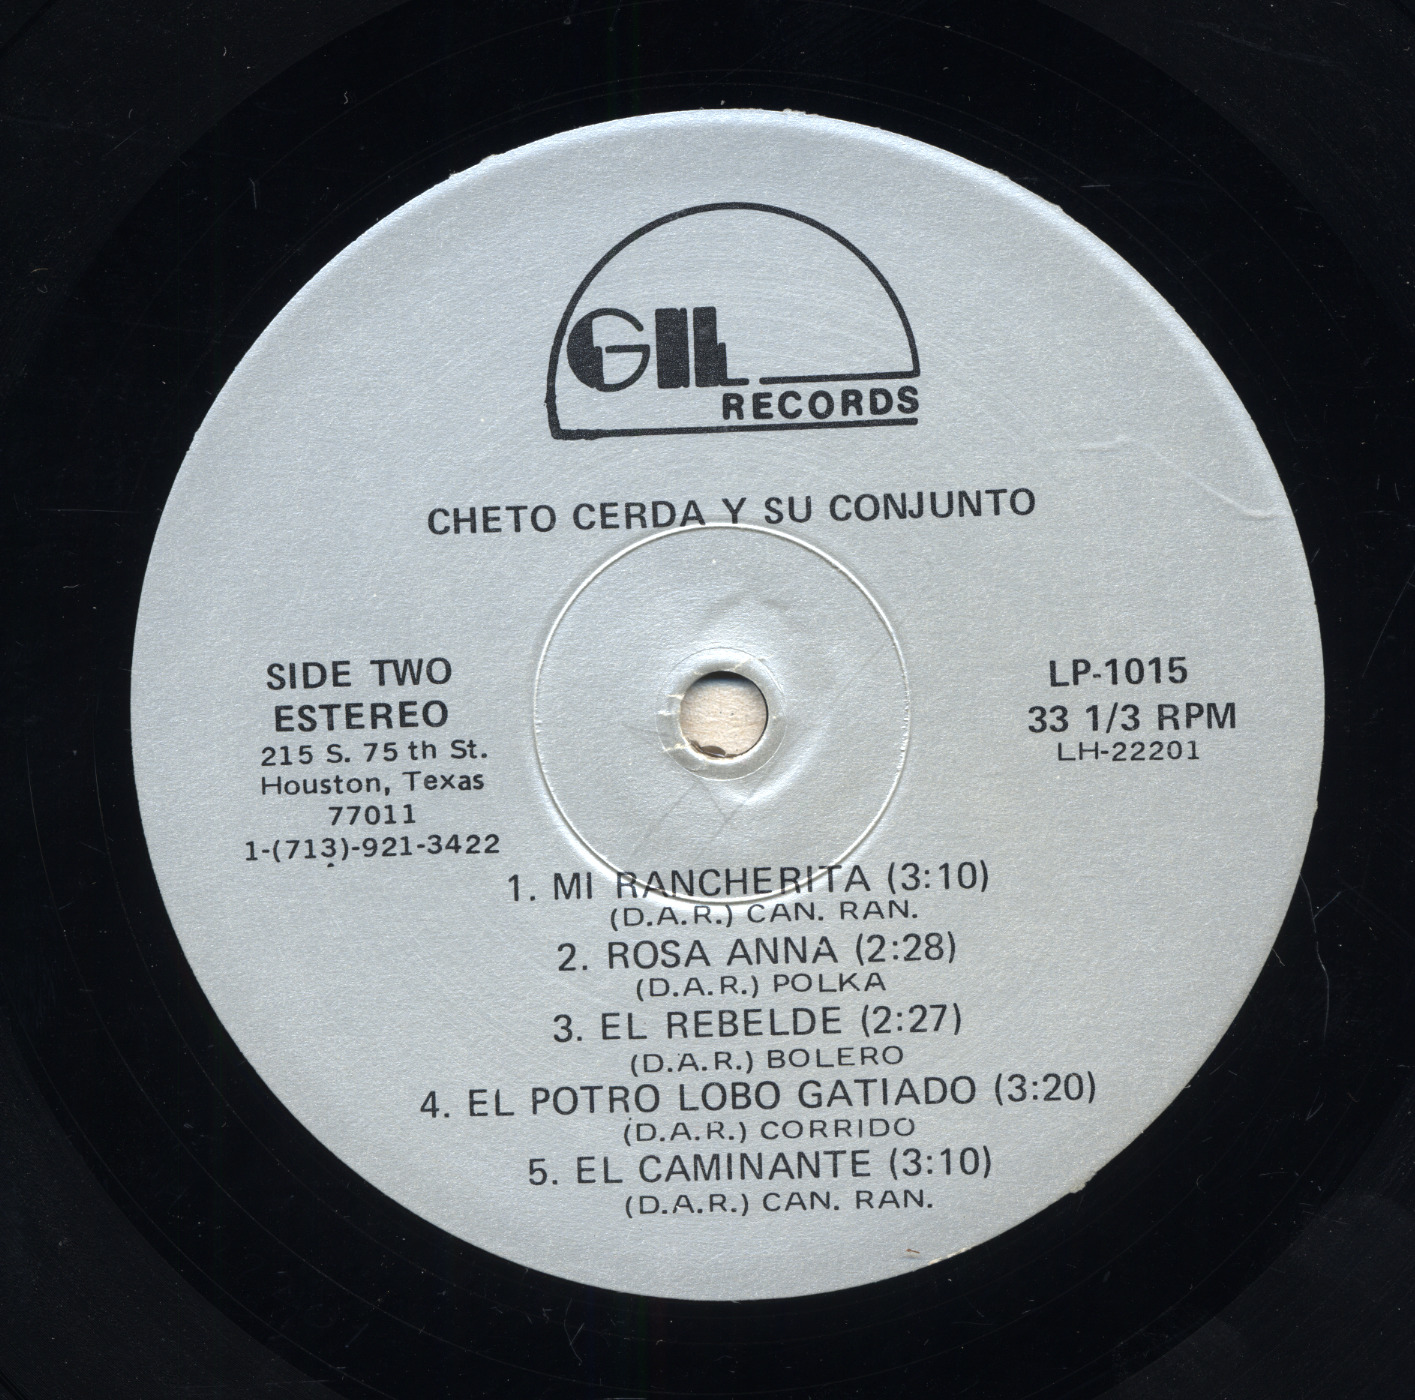 GIL
RECORDS
CHETO CERDA Y SU CONJUNTO
SIDE TWO
ESTEREO
215 S. 75 th St.
Houston, Texas
77011
1-(713)-921-3422
LP-1015
33 1/3 RPM
LH-22201
1. MI RANCHERITA (3:10)
(D.A.R.) CAN. RAN.
2. ROSA ANNA (2:28)
(D.A.R.) POLKA
3. EL REBELDE (2:27)
(D.A.R.) BOLERO
4. EL POTRO LOBO GATIADO (3:20)
(D.A.R.) CORRIDO
5. EL CAMINANTE (3:10)
(D.A.R.) CAN. RAN.